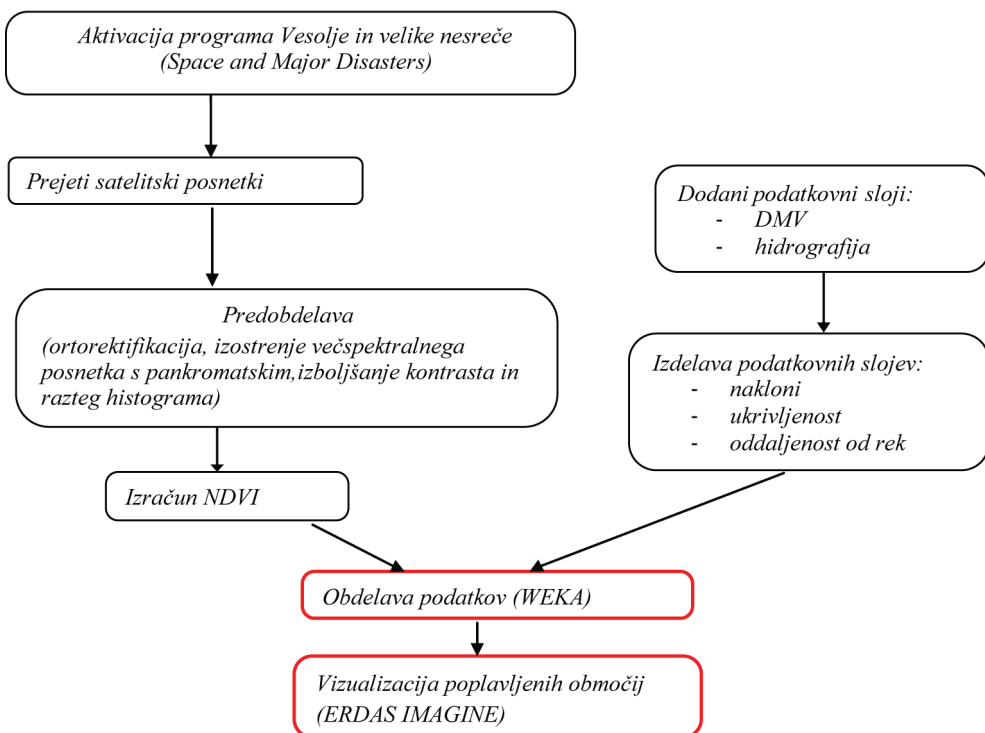 Aktivacija programa Vesolje in velike nesreče
(Space and Major Disasters)
Prejeti satelitski posnetki
Predobdelava
(ortorektifikacija, izostrenje večspektralnega
posnetka s pankromatskim,izboljšanje kontrasta in
razteg histograma)
Izračun NDVI
Dodani podatkovni sloji:
- DMV
- hidrografija
Izdelava podatkovnih slojev:
- nakloni
- ukrivljenost
- oddaljenost od rek
Obdelava podatkov (WEKA)
Vizualizacija poplavljenih območij
(ERDAS IMAGINE)